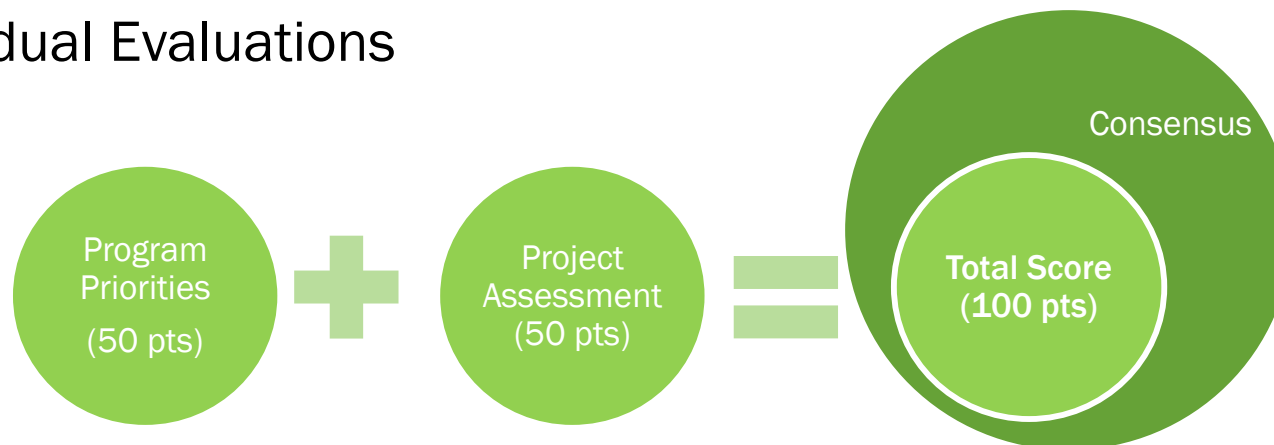 dual Evaluations
Consensus
Program
Priorities
(50 pts)
Project
Assessment
(50 pts)
Total Score
(100 pts)